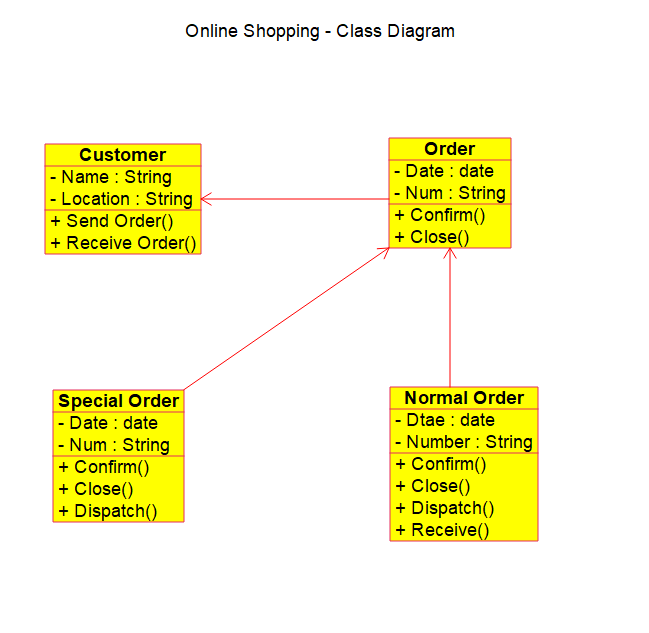 Online Shopping - Class Diagram
Customer
- Name : String
- Location : String
+ Send Order()
+ Receive Order()
Order
- Date : date
- Num : String
+ Confirm()
+ Close()
Special Order
- Date : date
- Num : String
+ Confirm()
+ Close()
+ Dispatch()
Normal Order
- Dtae : date
- Number : String
+ Confirm()
+ Close()
+ Dispatch()
+ Receive()